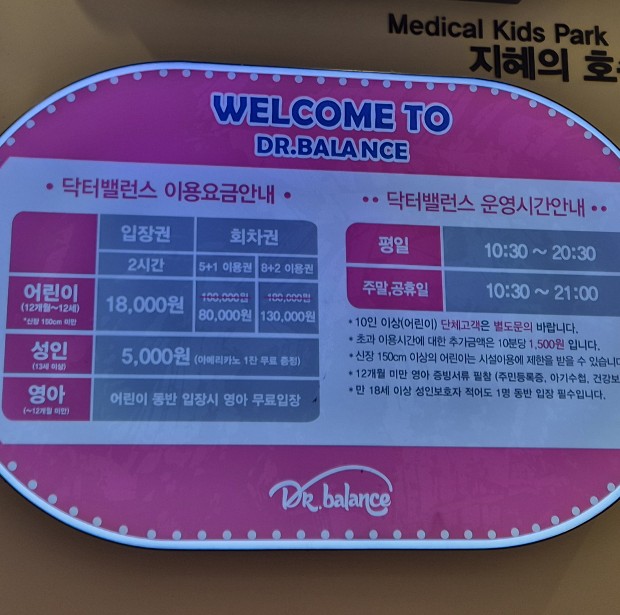 Medical Kids Park
지혜의
WELCOME TO
DR.BALANCE
• 닥터밸런스 이용요금안내 •
입장권 회차권
2시간 5+1 이용권 8+2 이용권
어린이
(12개월~12세)
*신장 150cm 미만
18,000원
80,000원 130,000원
성인
(13세 이상)
5,000원 (아메리카노 1잔 무료 증정)
영아
(~12개월 미만)
어린이 동반 입장시 영아 무료입장
•• 닥터밸런스 운영시간안내 ••
평일 10:30 ~ 20:30
주말,공휴일 10:30 ~ 21:00
* 10인 이상(어린이) 단체고객은 별도문의 바랍니다.
* 초과 이용시간에 대한 추가금액은 10분당 1,500원 입니다.
* 신장 150cm 이상의 어린이는 시설이용에 제한을 받을 수 있습니다
* 12개월 미만 영아 증빙서류 필참 (주민등록증, 아기수첩, 건강보
* 만 18세 이상 성인보호자 적어도 1명 동반 입장 필수입니다.
Dr.balance